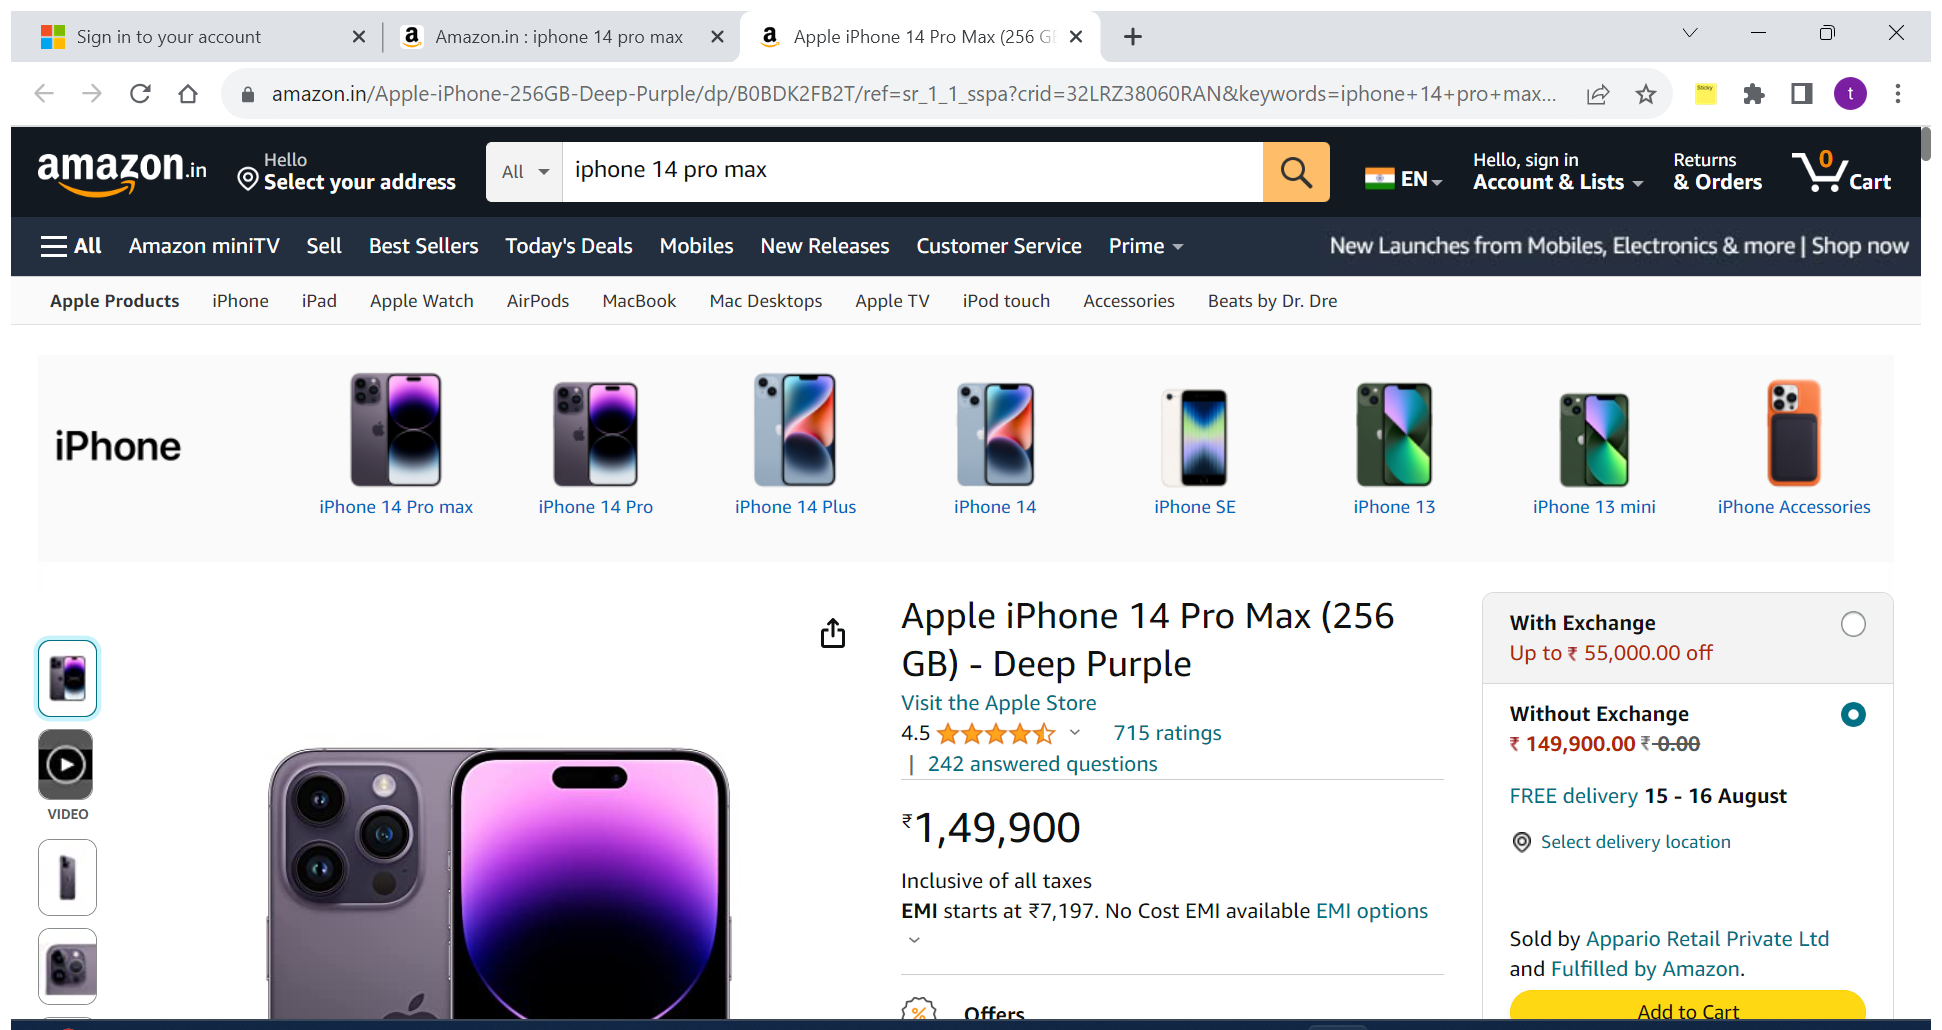 Sign in to your account
Amazon.in : iphone 14 pro max
Apple iPhone 14 Pro Max (256 GB
amazon.in/Apple-iPhone-256GB-Deep-Purple/dp/B0BDK2FB2T/ref=sr_1_1_sspa?crid=32LRZ38060RAN&keywords=iphone+14+pro+max...
Sticky
t
amazon.in
Hello
Select your address
All
iphone 14 pro max
EN
Hello, sign in
Account & Lists
Returns
& Orders
0
Cart
All
Amazon miniTV
Sell
Best Sellers
Today's Deals
Mobiles
New Releases
Customer Service
Prime
New Launches from Mobiles, Electronics & more | Shop now
Apple Products
iPhone
iPad
Apple Watch
AirPods
MacBook
Mac Desktops
Apple TV
iPod touch
Accessories
Beats by Dr. Dre
iPhone
iPhone 14 Pro max
iPhone 14 Pro
iPhone 14 Plus
iPhone 14
iPhone SE
iPhone 13
iPhone 13 mini
iPhone Accessories
VIDEO
Apple iPhone 14 Pro Max (256
GB) - Deep Purple
Visit the Apple Store
4.5
715 ratings
| 242 answered questions
₹1,49,900
Inclusive of all taxes
EMI starts at ₹7,197. No Cost EMI available EMI options
Offers
With Exchange
Up to ₹ 55,000.00 off
Without Exchange
₹ 149,900.00 ₹ 0.00
FREE delivery 15 - 16 August
Select delivery location
Sold by Appario Retail Private Ltd
and Fulfilled by Amazon.
Add to Cart